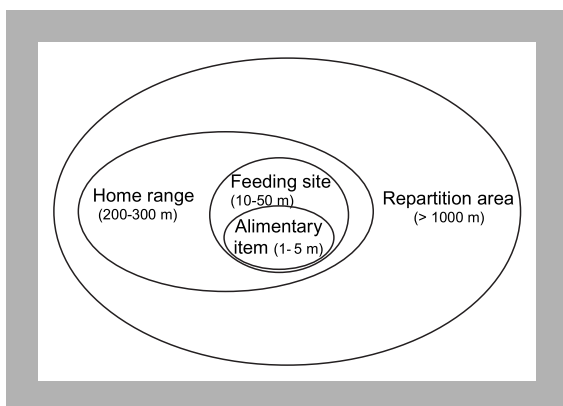 Home range
(200-300 m)
Feeding site
(10-50 m)
Alimentary
item (1- 5 m)
Repartition area
(> 1000 m)